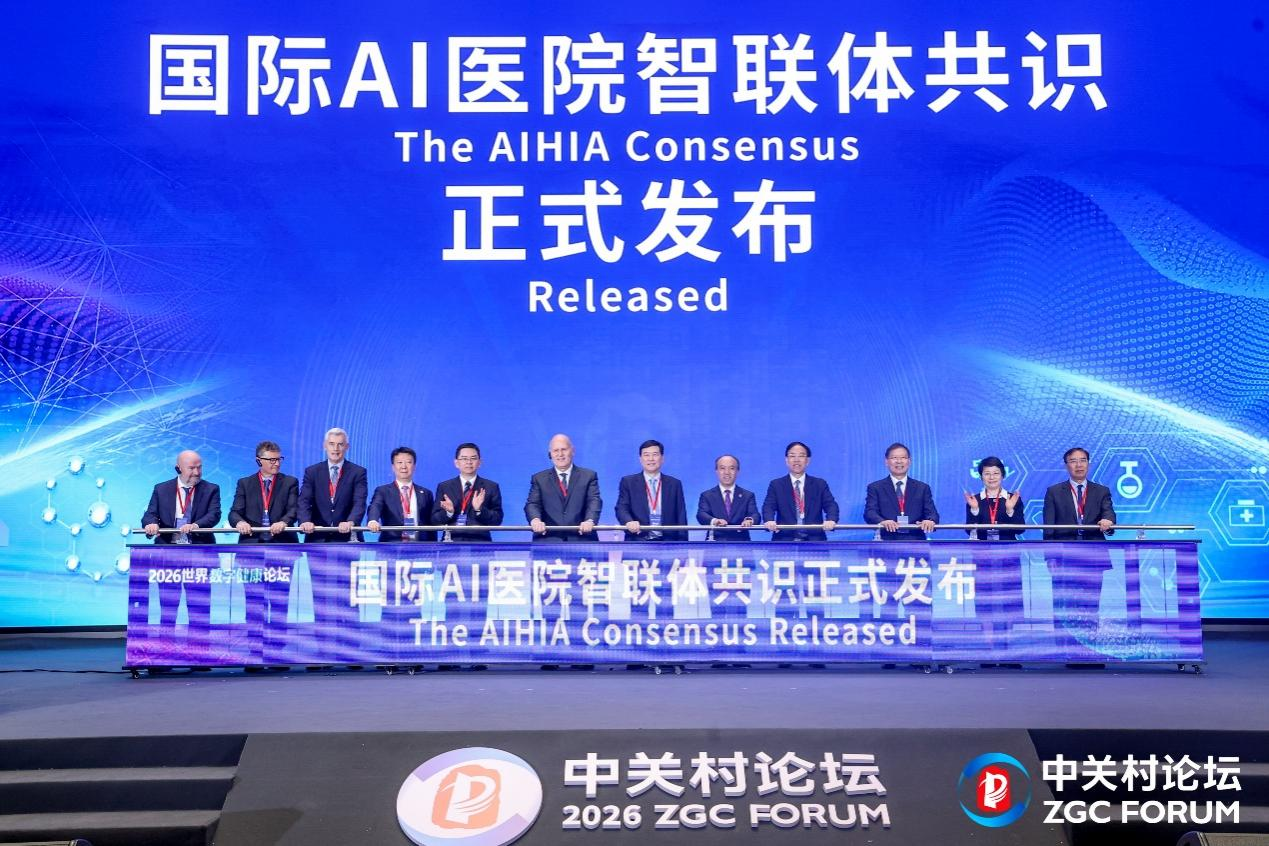 国际AI医院智联体共识
The AIHIA Consensus
正式发布
Released
2026世界数字健康论坛
国际AI医院智联体共识正式发布
The AIHIA Consensus Released
中关村论坛
2026 ZGC FORUM
中关村论坛
ZGC FORUM